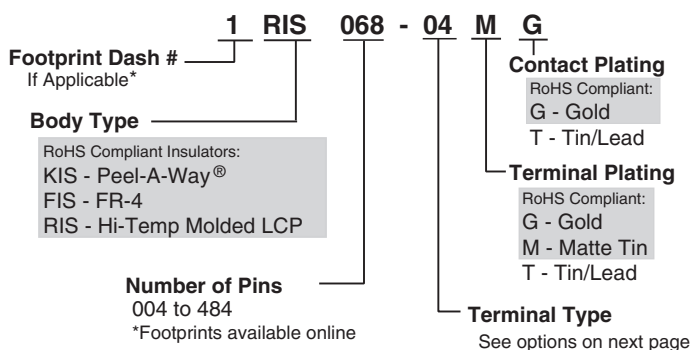 1 RIS 068 - 04 M G
Footprint Dash #
If Applicable*
Body Type
RoHS Compliant Insulators:
KIS - Peel-A-Way®
FIS - FR-4
RIS - Hi-Temp Molded LCP
Number of Pins
004 to 484
*Footprints available online
Contact Plating
RoHS Compliant:
G - Gold
T - Tin/Lead
Terminal Plating
RoHS Compliant:
G - Gold
M - Matte Tin
T - Tin/Lead
Terminal Type
See options on next page